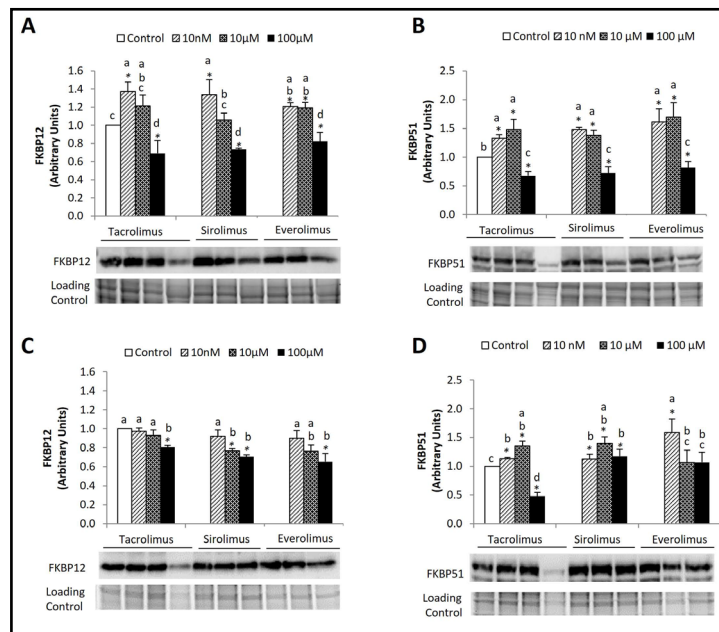 A
Control 10nM 10µM 100µM
FKBP12
(Arbitrary Units)
1.6
1.4
1.2
1.0
0.8
0.6
0.4
0.2
0.0
c a * a b c * d * a * b c d * a b * a b * d *
Tacrolimus Sirolimus Everolimus
FKBP12
Loading
Control
B
Control 10 nM 10 µM 100 µM
FKBP51
(Arbitrary Units)
2.5
2.0
1.5
1.0
0.5
0.0
b a * a * c * a * a * c * a * a * c *
Tacrolimus Sirolimus Everolimus
FKBP51
Loading
Control
C
Control 10nM 10µM 100µM
FKBP12
(Arbitrary Units)
1.6
1.4
1.2
1.0
0.8
0.6
0.4
0.2
0.0
a a a b * a b * b * a a b b *
Tacrolimus Sirolimus Everolimus
FKBP12
Loading
Control
D
Control 10 nM 10 µM 100 µM
FKBP51
(Arbitrary Units)
2.5
2.0
1.5
1.0
0.5
0.0
c b * a b * d * b * a b * b * a * b c b c
Tacrolimus Sirolimus Everolimus
FKBP51
Loading
Control